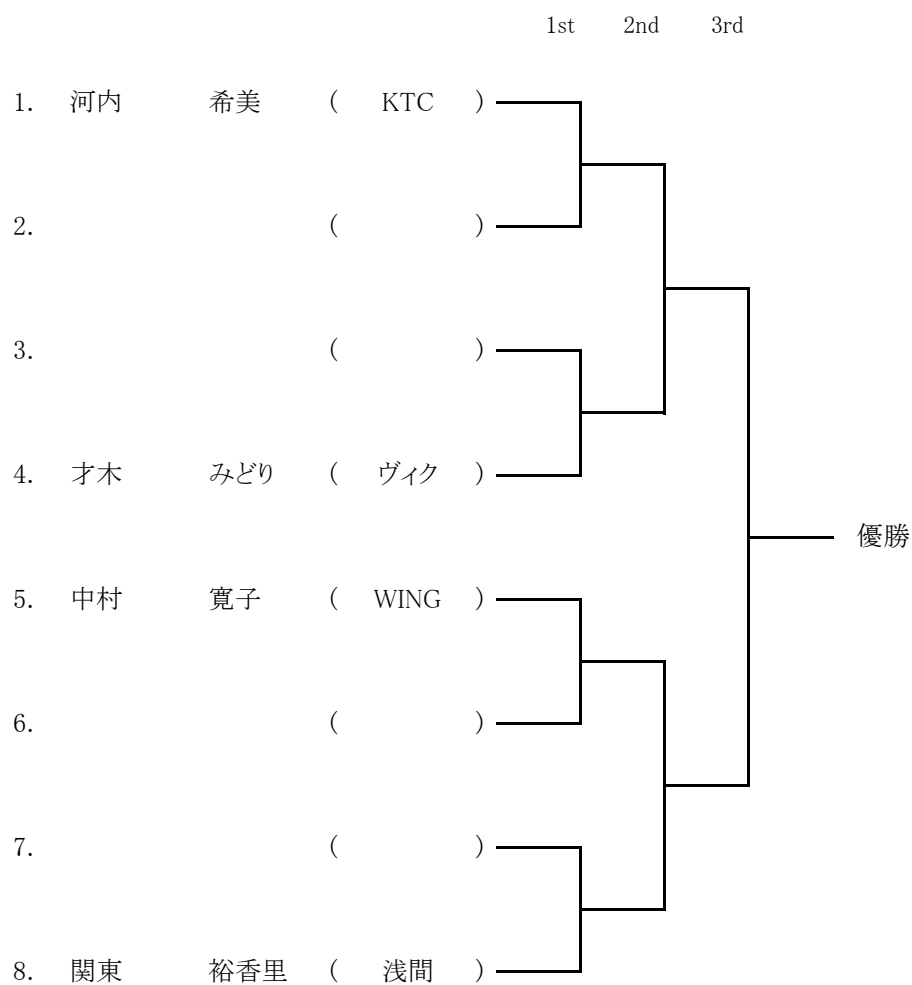 1st 2nd 3rd
1. 河内 希美 ( KTC )
2. ( )
3. ( )
4. 才木 みどり ( ヴィク )
優勝
5. 中村 寛子 ( WING )
6. ( )
7. ( )
8. 関東 裕香里 ( 浅間 )